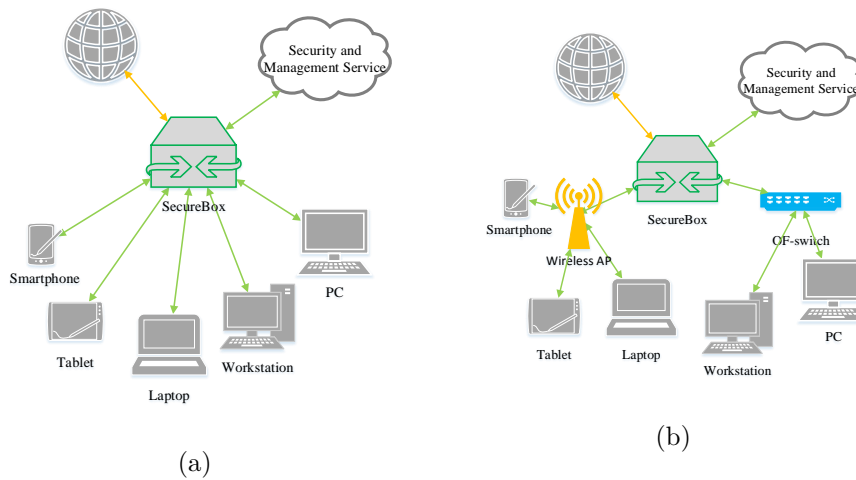 Security and
Management Service
SecureBox
Smartphone
PC
Tablet
Workstation
Laptop
(a)
Security and
Management Service
Smartphone
SecureBox
OF-switch
Wireless AP
Tablet
Laptop
PC
Workstation
(b)